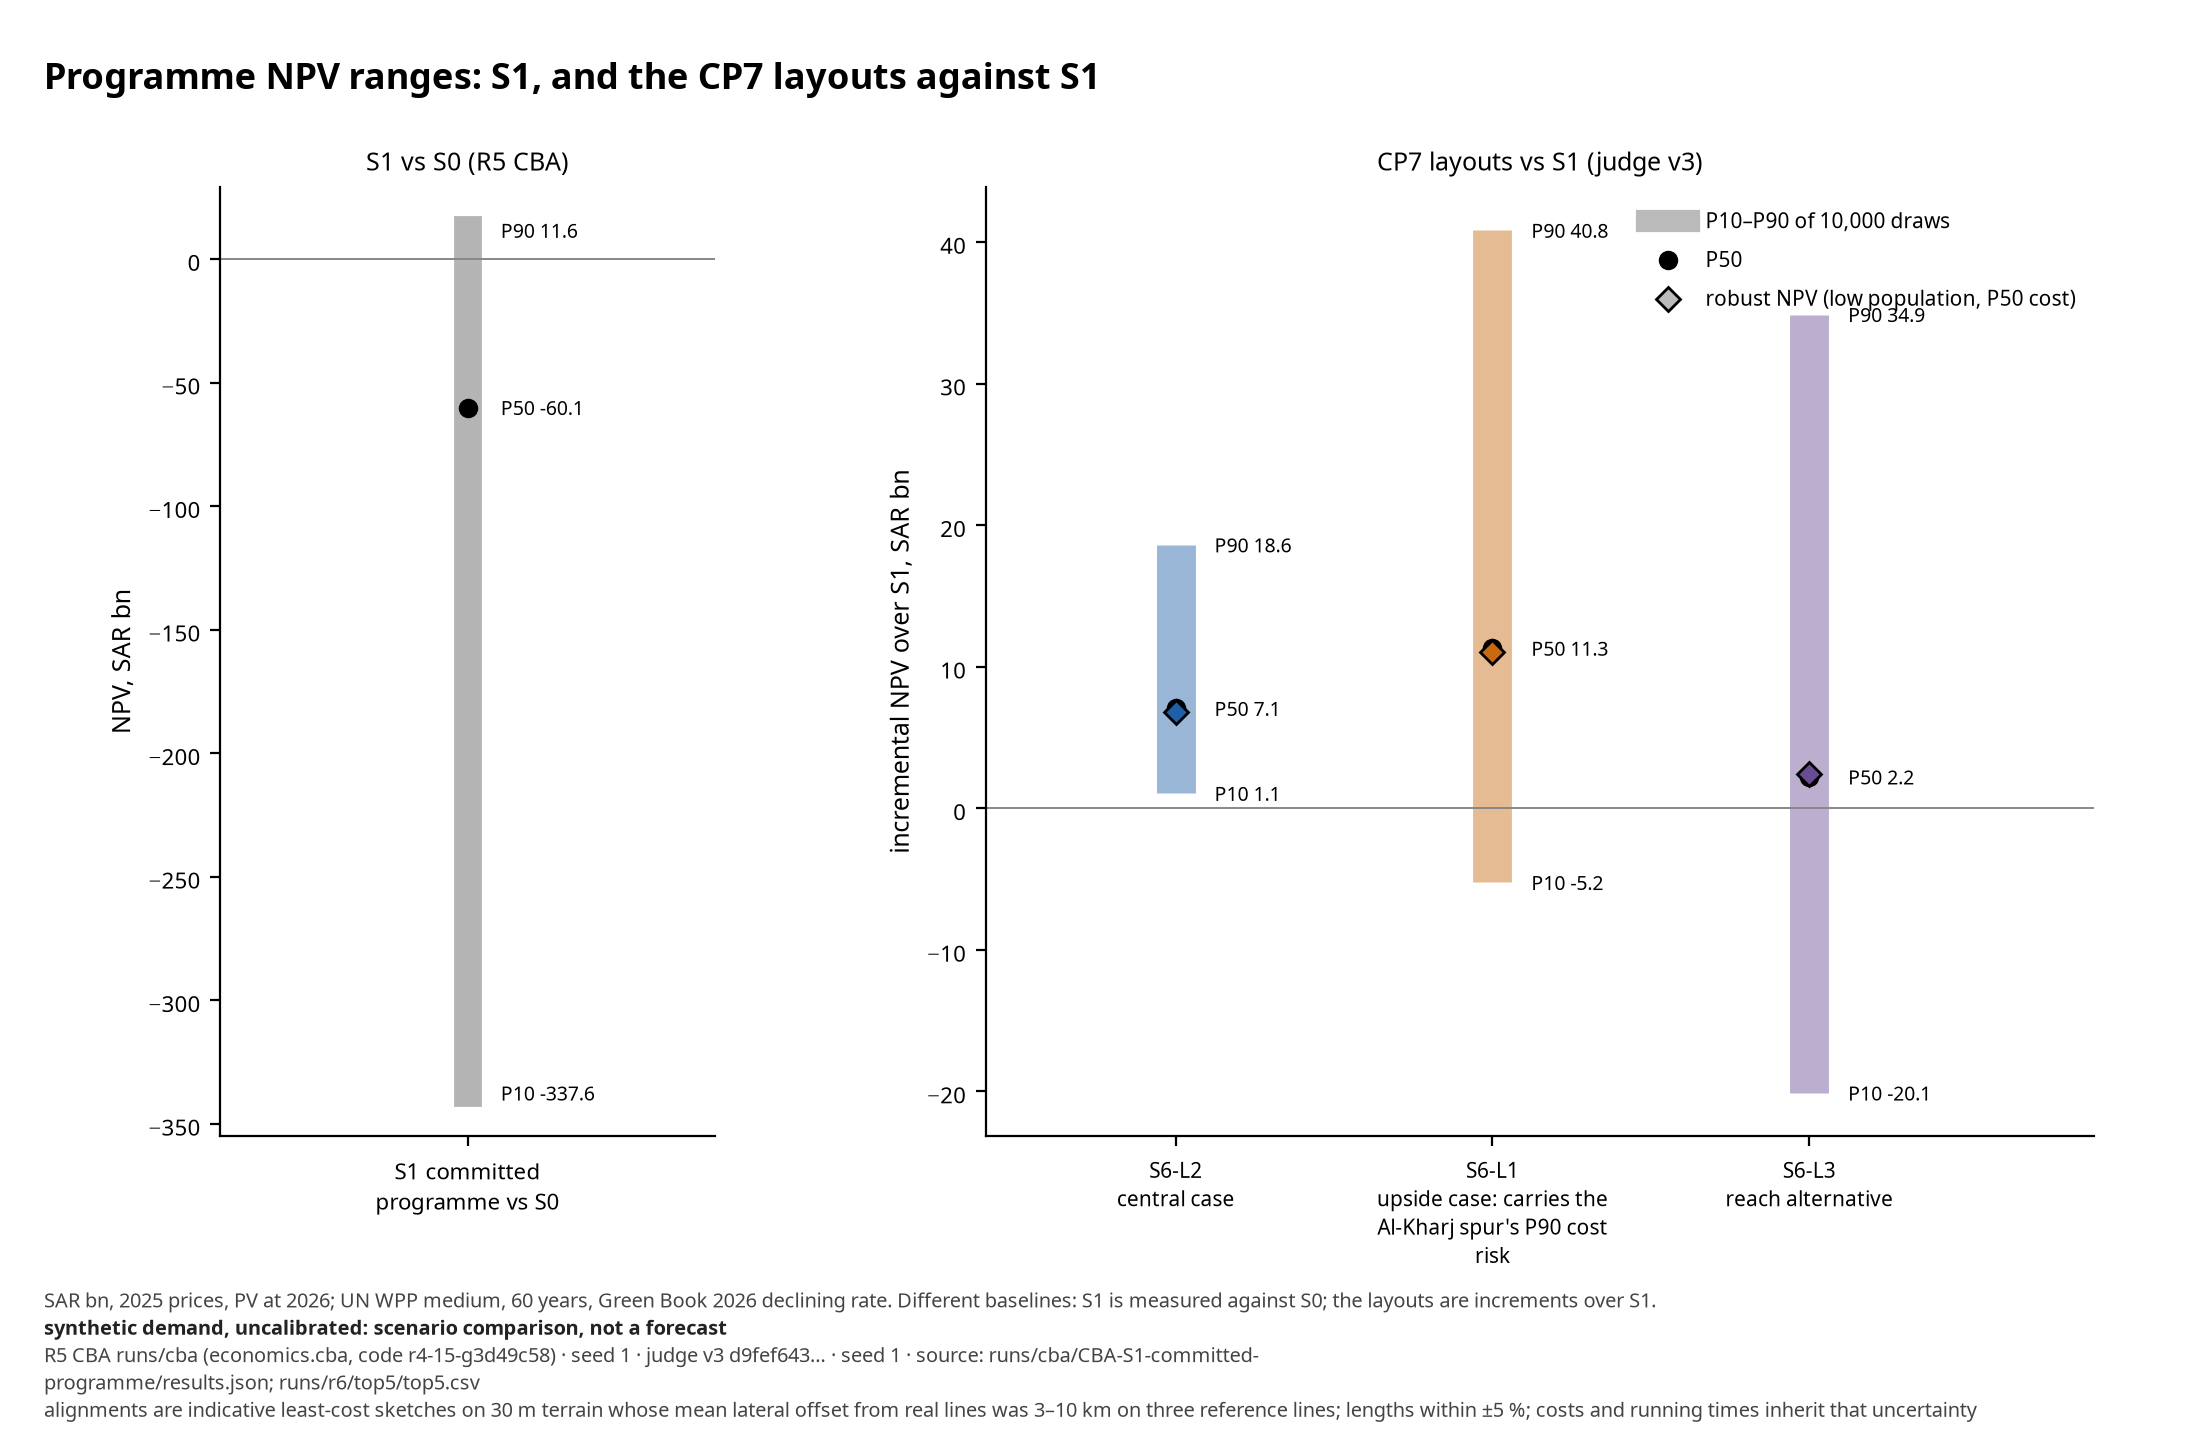 Programme NPV ranges: S1, and the CP7 layouts against S1
S1 vs S0 (R5 CBA)
NPV, SAR bn
0
−50
−100
−150
−200
−250
−300
−350
P90 11.6
P50 -60.1
P10 -337.6
S1 committed
programme vs S0
CP7 layouts vs S1 (judge v3)
incremental NPV over S1, SAR bn
40
30
20
10
0
−10
−20
P10–P90 of 10,000 draws
P50
robust NPV (low population, P50 cost)
P90 18.6
P50 7.1
P10 1.1
P90 40.8
P50 11.3
P10 -5.2
P90 34.9
P50 2.2
P10 -20.1
S6-L2
central case
S6-L1
upside case: carries the
Al-Kharj spur's P90 cost
risk
S6-L3
reach alternative
SAR bn, 2025 prices, PV at 2026; UN WPP medium, 60 years, Green Book 2026 declining rate. Different baselines: S1 is measured against S0; the layouts are increments over S1.
synthetic demand, uncalibrated: scenario comparison, not a forecast
R5 CBA runs/cba (economics.cba, code r4-15-g3d49c58) · seed 1 · judge v3 d9fef643… · seed 1 · source: runs/cba/CBA-S1-committed-
programme/results.json; runs/r6/top5/top5.csv
alignments are indicative least-cost sketches on 30 m terrain whose mean lateral offset from real lines was 3–10 km on three reference lines; lengths within ±5 %; costs and running times inherit that uncertainty